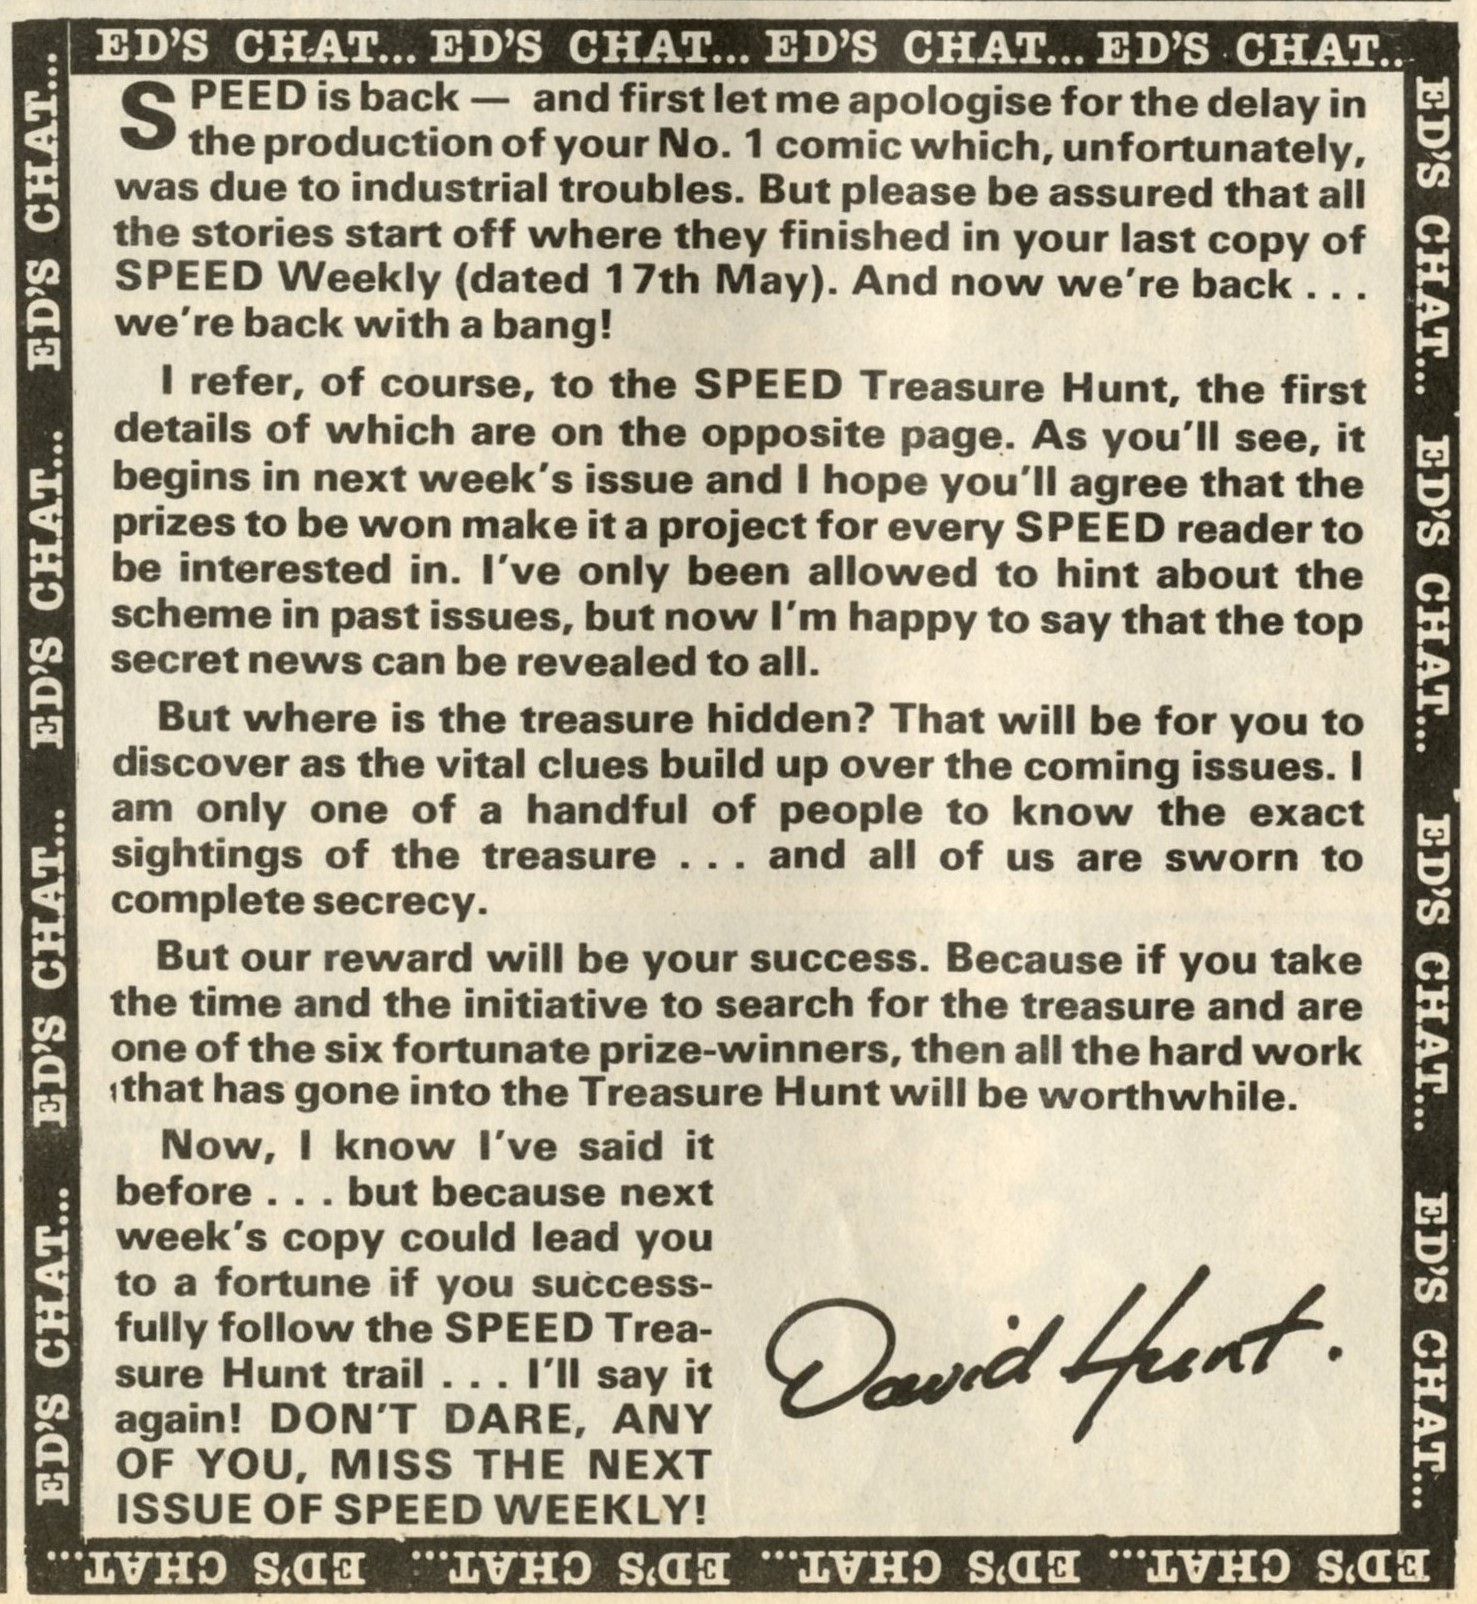 ED'S CHAT... ED'S CHAT... ED'S CHAT... ED'S CHAT...
SPEED is back — and first let me apologise for the delay in
the production of your No. 1 comic which, unfortunately,
was due to industrial troubles. But please be assured that all
the stories start off where they finished in your last copy of
SPEED Weekly (dated 17th May). And now we're back . . .
we're back with a bang!
I refer, of course, to the SPEED Treasure Hunt, the first
details of which are on the opposite page. As you'll see, it
begins in next week's issue and I hope you'll agree that the
prizes to be won make it a project for every SPEED reader to
be interested in. I've only been allowed to hint about the
scheme in past issues, but now I'm happy to say that the top
secret news can be revealed to all.
But where is the treasure hidden? That will be for you to
discover as the vital clues build up over the coming issues. I
am only one of a handful of people to know the exact
sightings of the treasure . . . and all of us are sworn to
complete secrecy.
But our reward will be your success. Because if you take
the time and the initiative to search for the treasure and are
one of the six fortunate prize-winners, then all the hard work
that has gone into the Treasure Hunt will be worthwhile.
Now, I know I've said it
before . . . but because next
week's copy could lead you
to a fortune if you success-
fully follow the SPEED Trea-
sure Hunt trail . . . I'll say it
again! DON'T DARE, ANY
OF YOU, MISS THE NEXT
ISSUE OF SPEED WEEKLY!
David Hunt.
ED'S CHAT... ED'S CHAT... ED'S CHAT... ED'S CHAT...
ED'S CHAT... ED'S CHAT... ED'S CHAT... ED'S CHAT...
ED'S CHAT... ED'S CHAT... ED'S CHAT... ED'S CHAT...